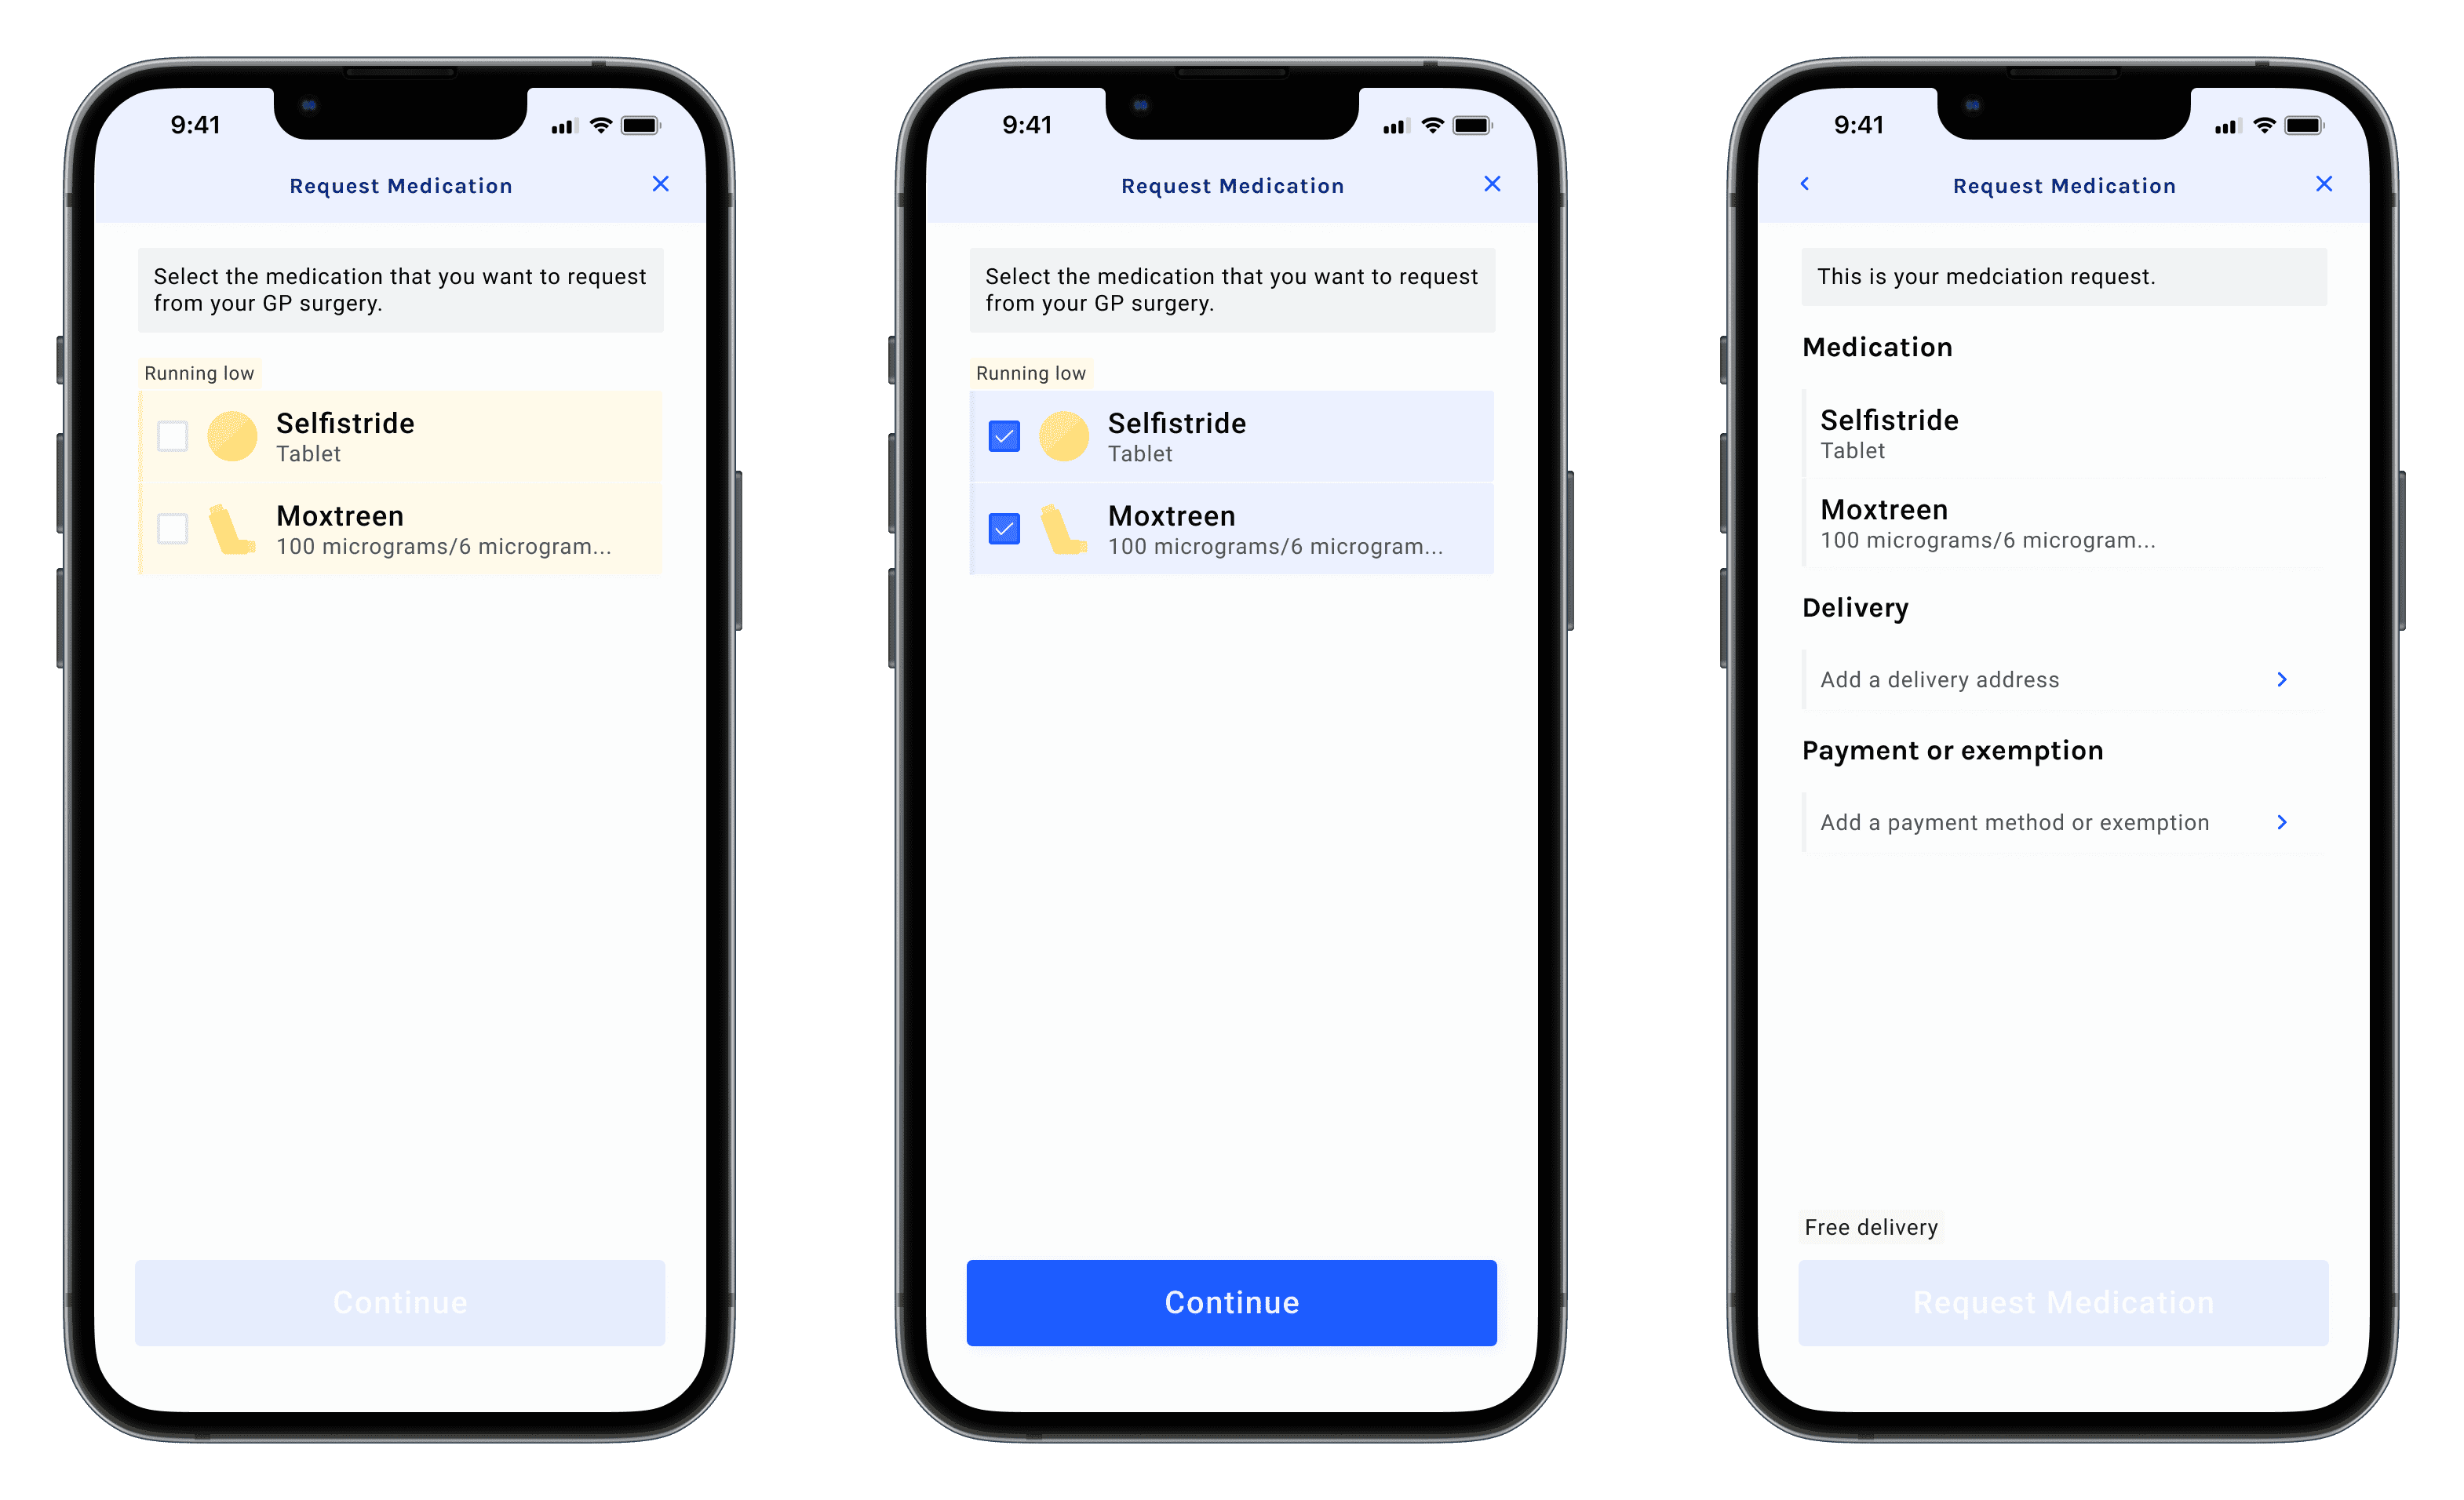 9:41
Request Medication
Select the medication that you want to request
from your GP surgery.
Running low
Selfistride
Tablet
Moxtreen
100 micrograms/6 microgram...
Continue
9:41
Request Medication
Select the medication that you want to request
from your GP surgery.
Running low
Selfistride
Tablet
Moxtreen
100 micrograms/6 microgram...
Continue
9:41
Request Medication
This is your medciation request.
Medication
Selfistride
Tablet
Moxtreen
100 micrograms/6 microgram...
Delivery
Add a delivery address
Payment or exemption
Add a payment method or exemption
Free delivery
Request Medication